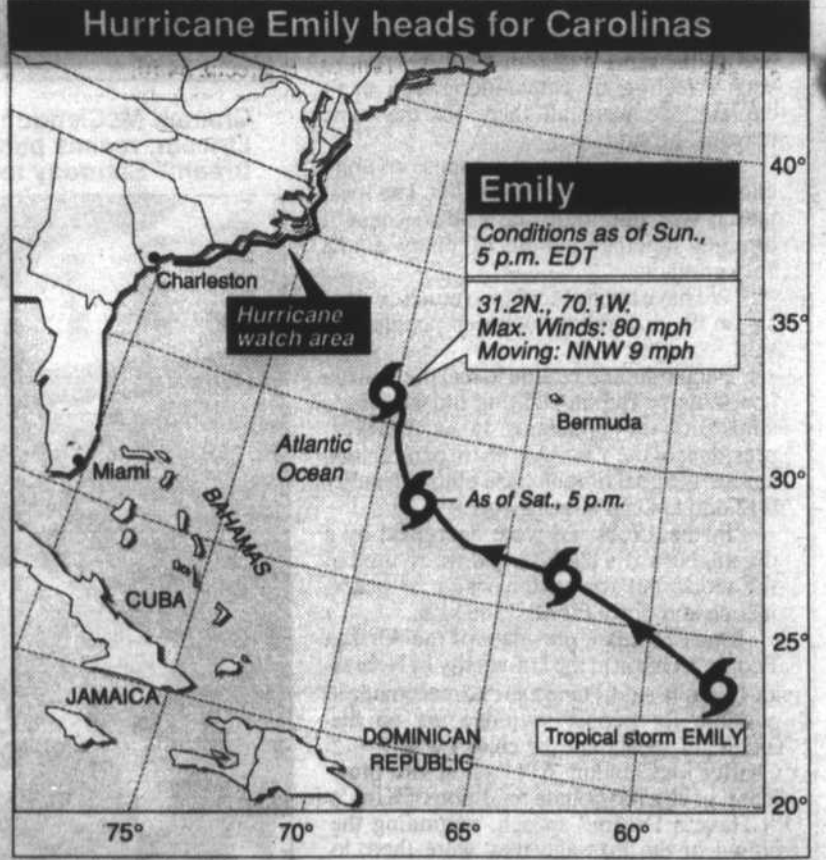 Hurricane Emily heads for Carolinas
40°
Emily
Conditions as of Sun.,
5 p.m. EDT
31.2N., 70.1W.
Max. Winds: 80 mph
Moving: NNW 9 mph
Charleston
Hurricane
watch area
35°
Bermuda
Atlantic
Ocean
Miami
30°
As of Sat., 5 p.m.
BAHAMAS
CUBA
25°
JAMAICA
DOMINICAN
REPUBLIC
Tropical storm EMILY
20°
75°
70°
65°
60°